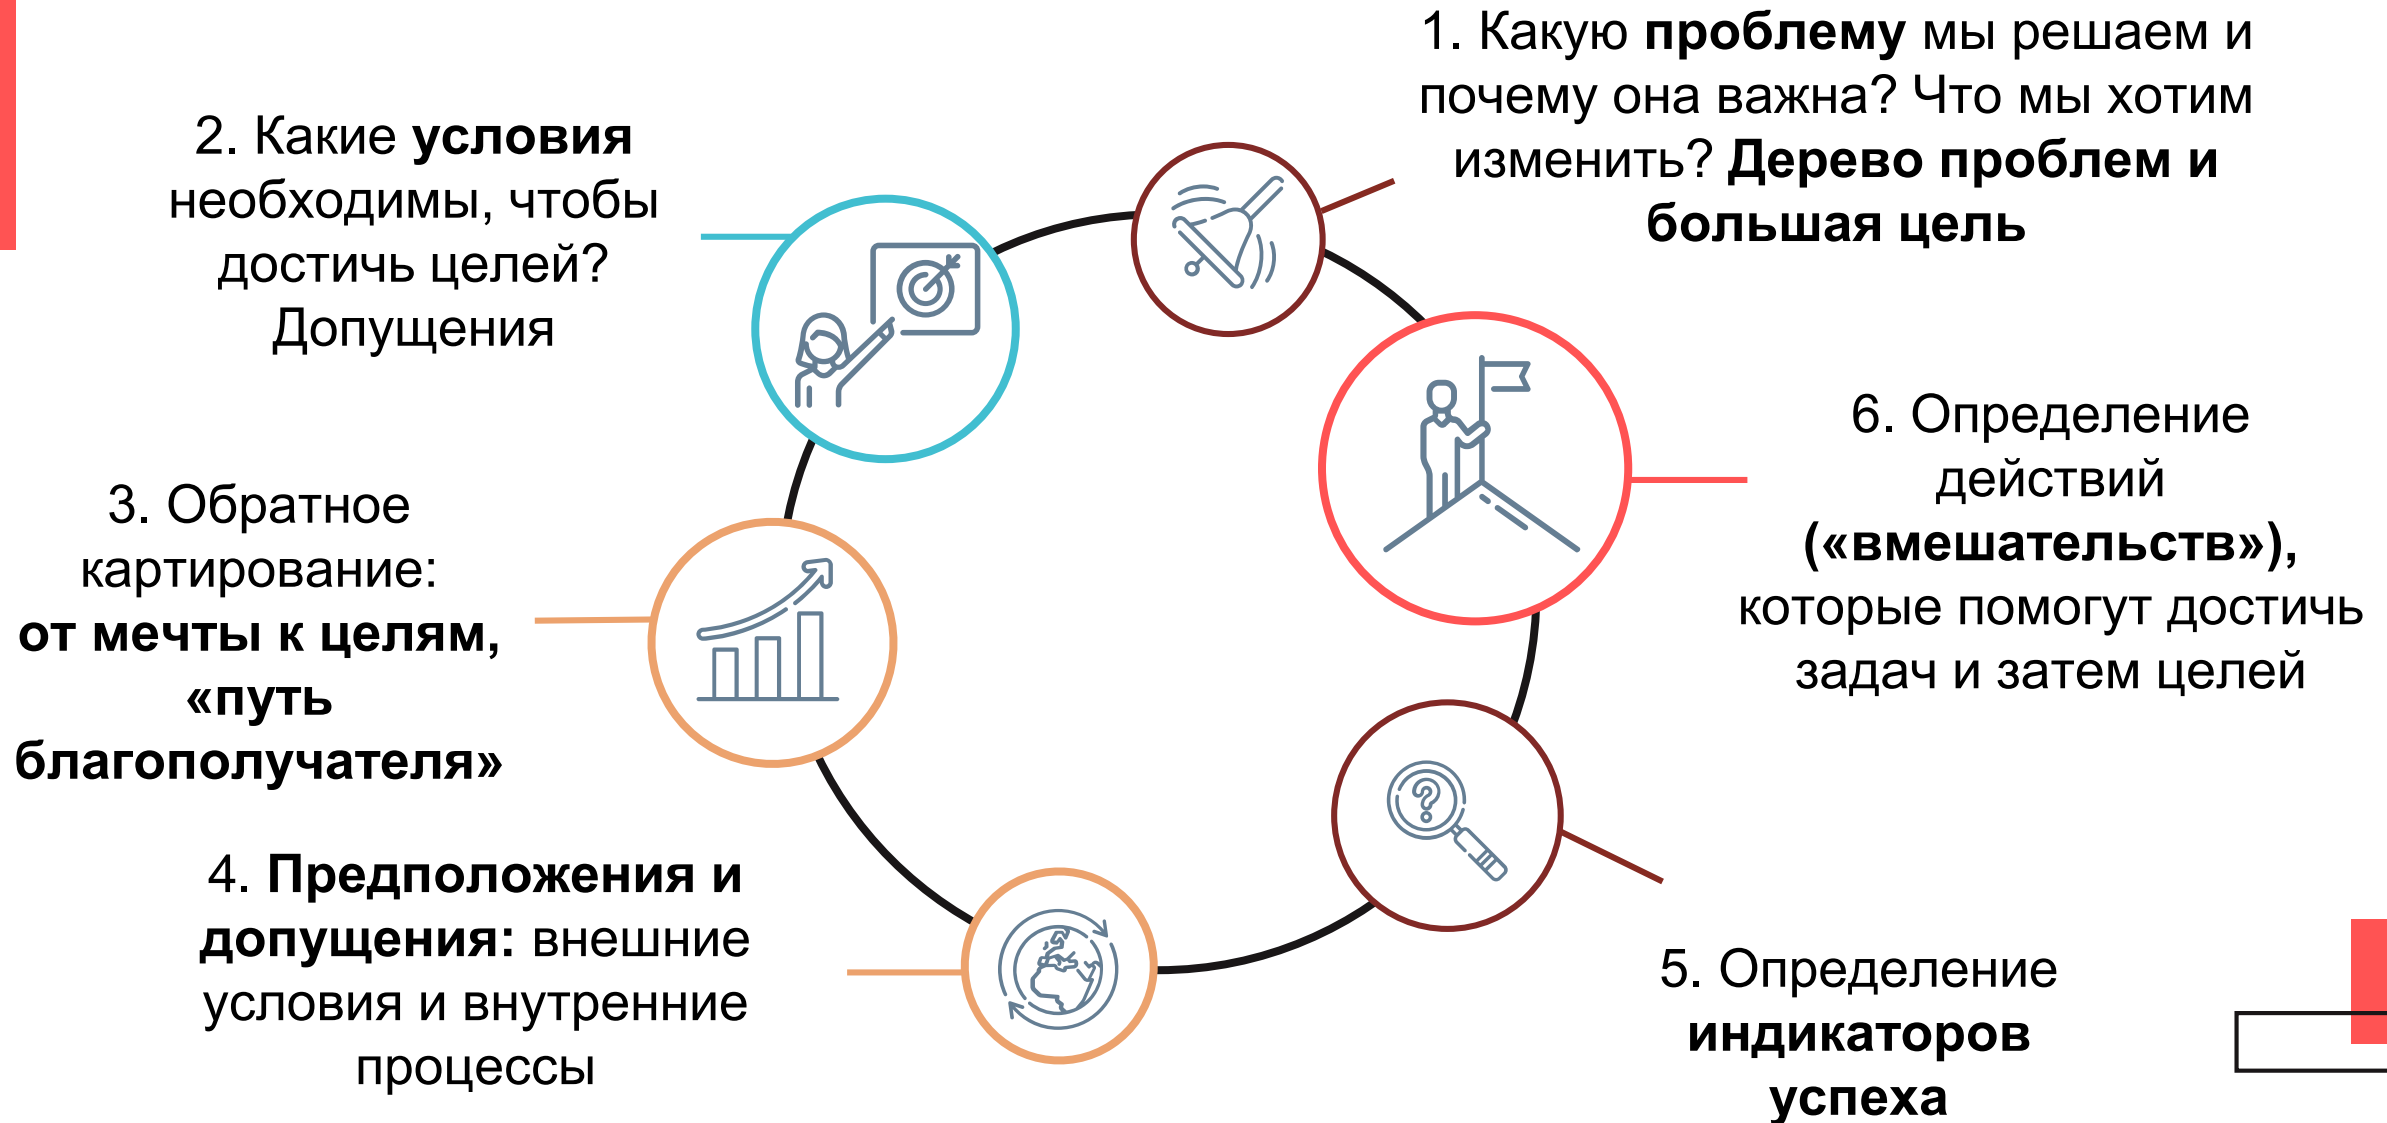 1. Какую проблему мы решаем и
почему она важна? Что мы хотим
изменить? Дерево проблем и
большая цель
2. Какие условия
необходимы, чтобы
достичь целей?
Допущения
3. Обратное
картирование:
от мечты к целям,
«путь
благополучателя»
4. Предположения и
допущения: внешние
условия и внутренние
процессы
5. Определение
индикаторов
успеха
6. Определение
действий
(«вмешательств»),
которые помогут достичь
задач и затем целей
?